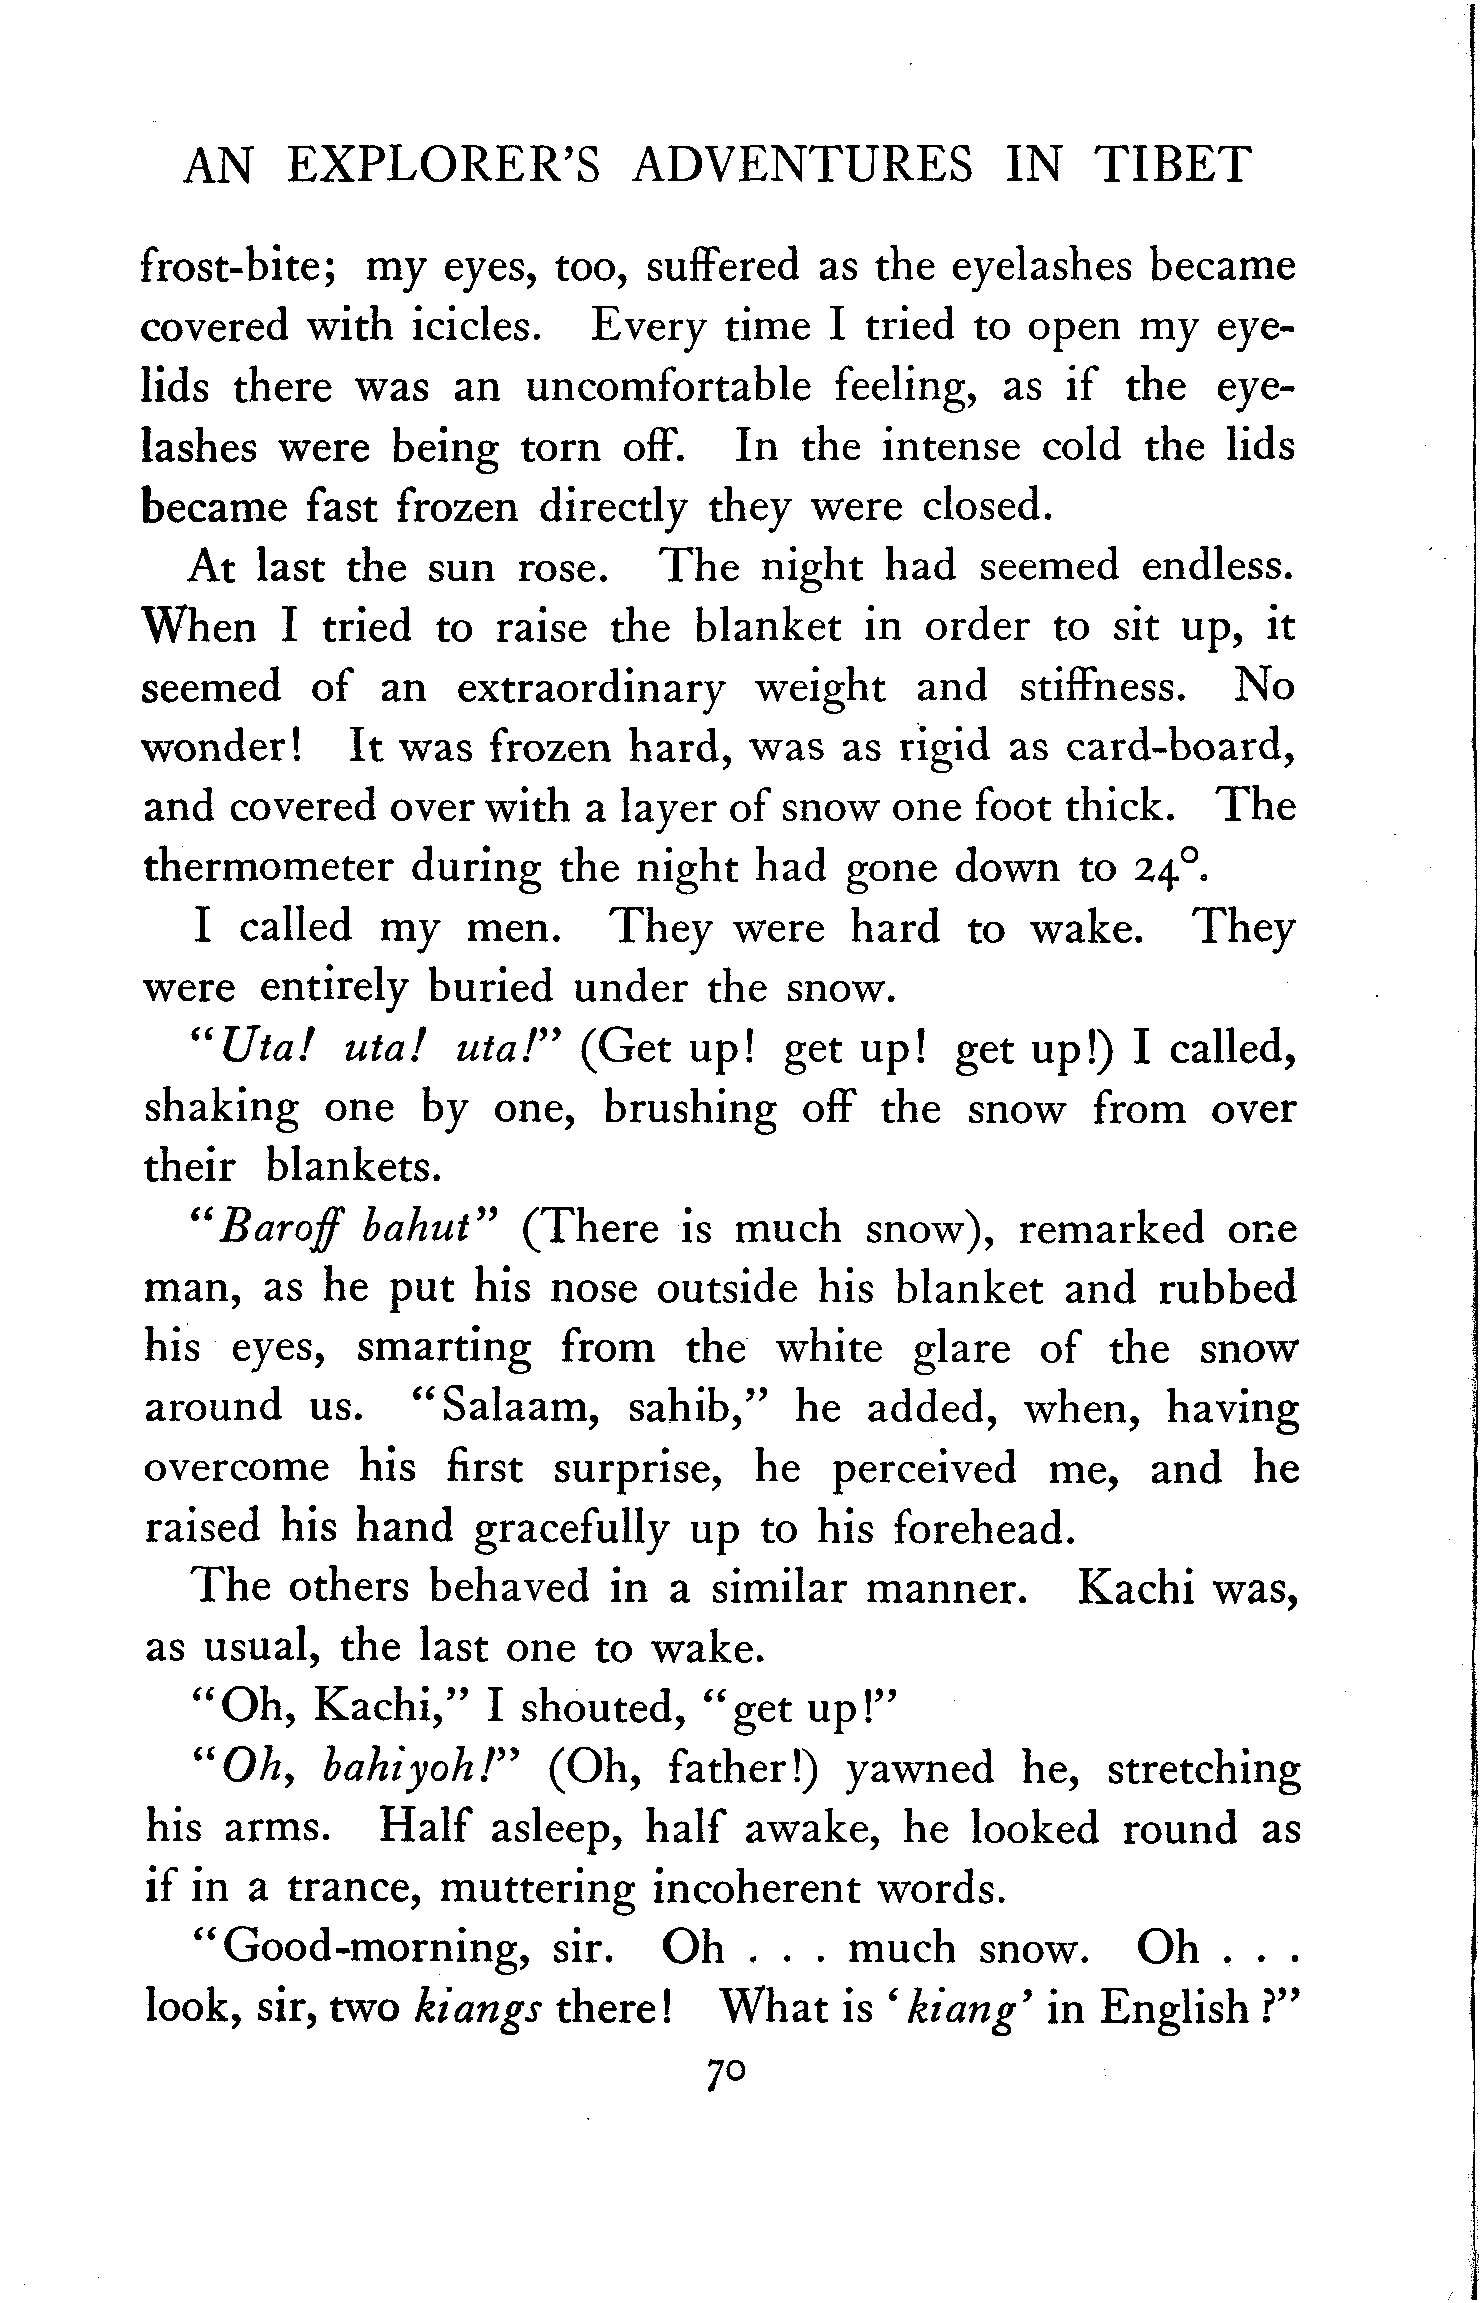 AN EXPLORER'S ADVENTURES IN TIBET
frost-bite; my eyes, too, suffered as the eyelashes became
covered with icicles. Every time I tried to open my eye-
lids there was an uncomfortable feeling, as if the eye-
lashes were being torn off. In the intense cold the lids
became fast frozen directly they were closed.
At last the sun rose. The night had seemed endless.
When I tried to raise the blanket in order to sit up, it
seemed of an extraordinary weight and stiffness. No
wonder! It was frozen hard, was as rigid as card-board,
and covered over with a layer of snow one foot thick. The
thermometer during the night had gone down to 24°.
I called my men. They were hard to wake. They
were entirely buried under the snow.
"Uta! uta! uta!" (Get up! get up! get up!) I called,
shaking one by one, brushing off the snow from over
their blankets.
"Baroff bahut" (There is much snow), remarked one
man, as he put his nose outside his blanket and rubbed
his eyes, smarting from the white glare of the snow
around us. "Salaam, sahib," he added, when, having
overcome his first surprise, he perceived me, and he
raised his hand gracefully up to his forehead.
The others behaved in a similar manner. Kachi was,
as usual, the last one to wake.
"Oh, Kachi," I shouted, "get up!"
"Oh, bahiyoh!" (Oh, father!) yawned he, stretching
his arms. Half asleep, half awake, he looked round as
if in a trance, muttering incoherent words.
"Good-morning, sir. Oh . . . much snow. Oh . . .
look, sir, two kiangs there! What is 'kiang' in English?"
70